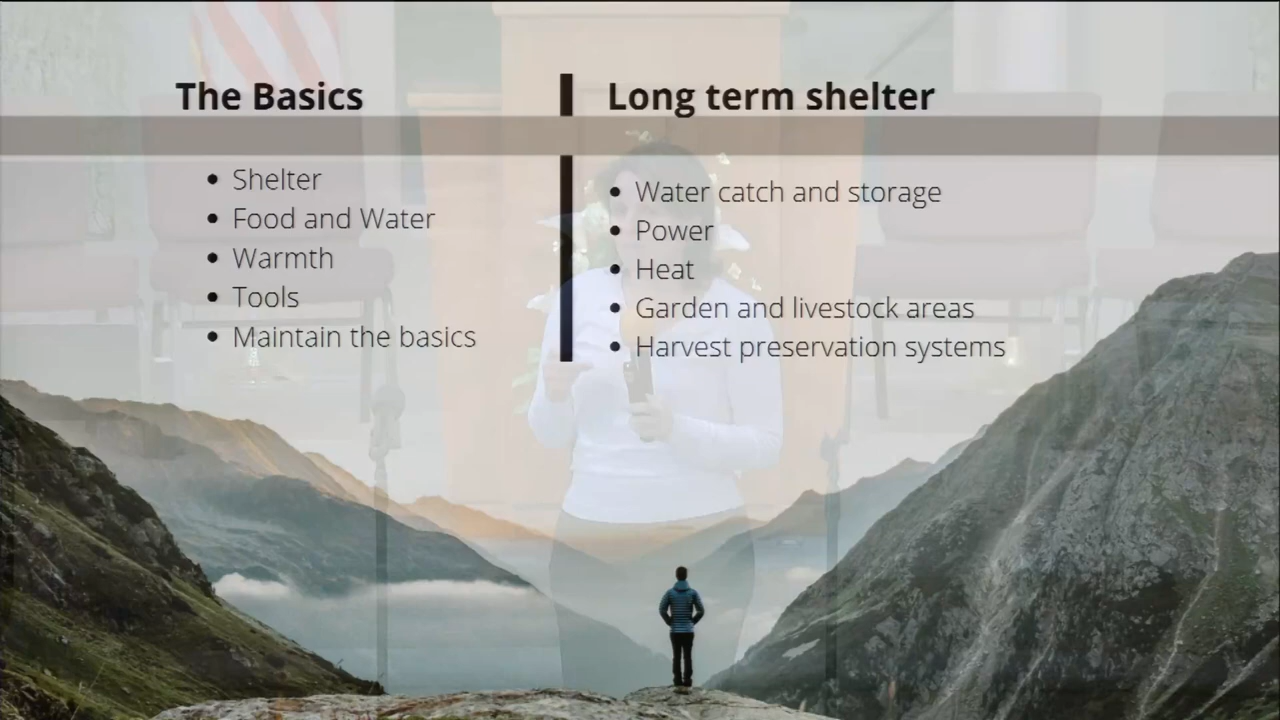 The Basics
Shelter
Food and Water
Warmth
Tools
Maintain the basics
Long term shelter
Water catch and storage
Power
Heat
Garden and livestock areas
Harvest preservation systems